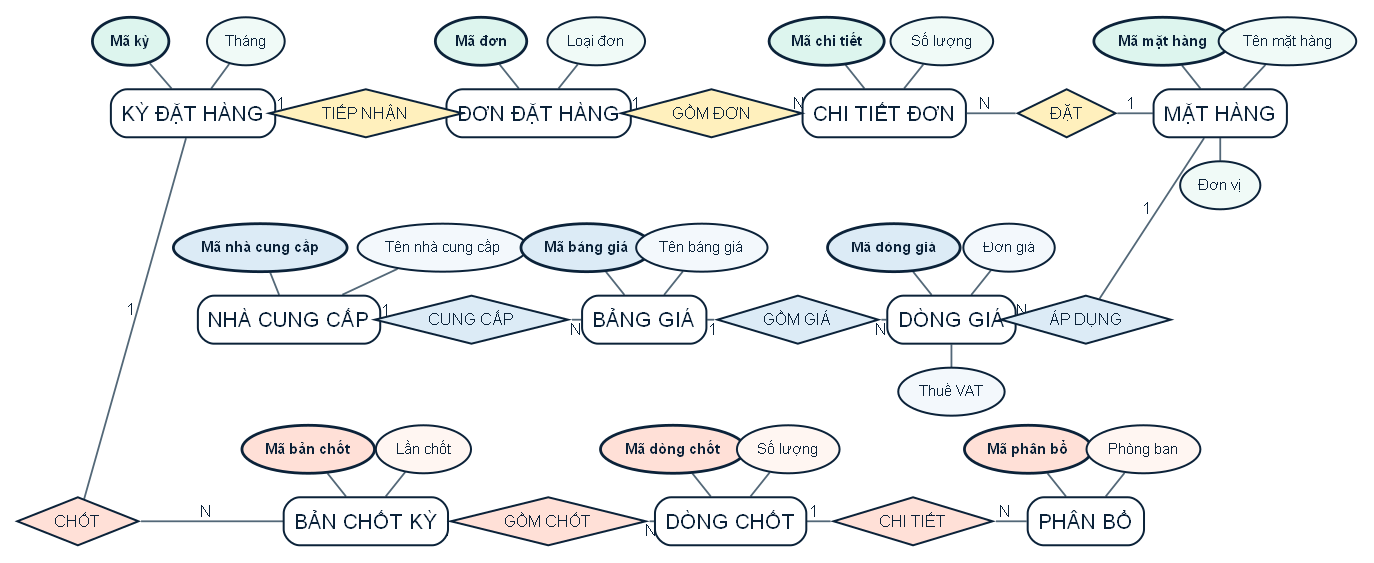 Mã kỳ
Tháng
Mã đơn
Loại đơn
Mã chi tiết
Số lượng
Mã mặt hàng
Tên mặt hàng
KỲ ĐẶT HÀNG
1
TIẾP NHẬN
ĐƠN ĐẶT HÀNG
1
GỒM ĐƠN
N
CHI TIẾT ĐƠN
N
ĐẶT
1
MẶT HÀNG
Đơn vị
1
Mã nhà cung cấp
Tên nhà cung cấp
Mã bảng giá
Tên bảng giá
Mã dòng giá
Đơn giá
1
NHÀ CUNG CẤP
1
CUNG CẤP
N
BẢNG GIÁ
1
GỒM GIÁ
N
DÒNG GIÁ
N
ÁP DỤNG
Thuế VAT
Mã bản chốt
Lần chốt
Mã dòng chốt
Số lượng
Mã phân bổ
Phòng ban
CHỐT
N
BẢN CHỐT KỲ
GỒM CHỐT
N
DÒNG CHỐT
1
CHI TIẾT
N
PHÂN BỔ